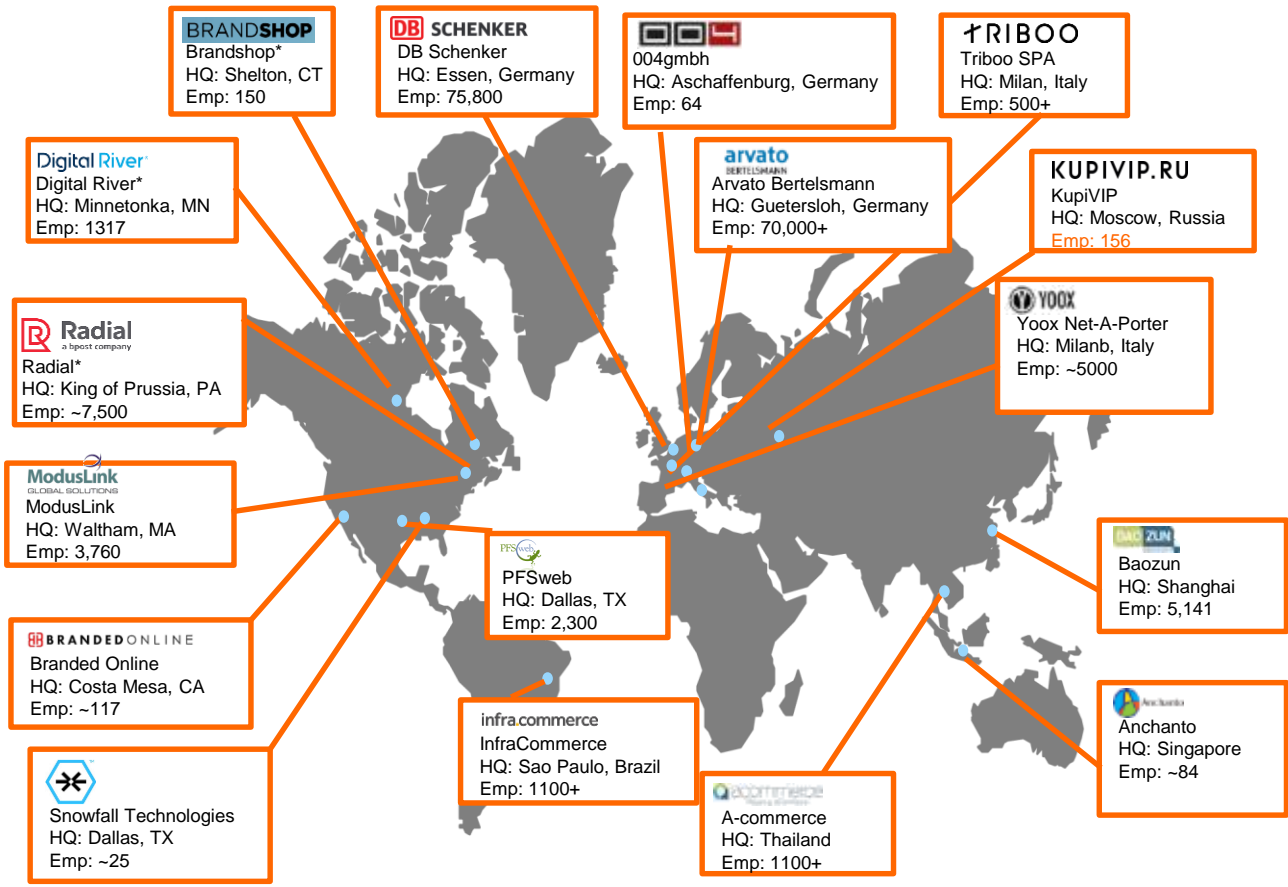 BRANDSHOP
Brandshop*
HQ: Shelton, CT
Emp: 150
DB SCHENKER
DB Schenker
HQ: Essen, Germany
Emp: 75,800
004
004gmbh
HQ: Aschaffenburg, Germany
Emp: 64
TRIBOO
Triboo SPA
HQ: Milan, Italy
Emp: 500+
Digital River
Digital River*
HQ: Minnetonka, MN
Emp: 1317
arvato
BERTELSMANN
Arvato Bertelsmann
HQ: Guetersloh, Germany
Emp: 70,000+
KUPIVIP.RU
KupiVIP
HQ: Moscow, Russia
Emp: 156
YOOX
Yoox Net-A-Porter
HQ: Milanb, Italy
Emp: ~5000
Radial
a bpost company
Radial*
HQ: King of Prussia, PA
Emp: ~7,500
ModusLink
GLOBAL SOLUTIONS
ModusLink
HQ: Waltham, MA
Emp: 3,760
PFSweb
PFSweb
HQ: Dallas, TX
Emp: 2,300
BAOZUN
Baozun
HQ: Shanghai
Emp: 5,141
BRANDEDONLINE
Branded Online
HQ: Costa Mesa, CA
Emp: ~117
infra.commerce
InfraCommerce
HQ: Sao Paulo, Brazil
Emp: 1100+
Anchanto
Anchanto
HQ: Singapore
Emp: ~84
Snowfall Technologies
HQ: Dallas, TX
Emp: ~25
acommerce
A-commerce
HQ: Thailand
Emp: 1100+